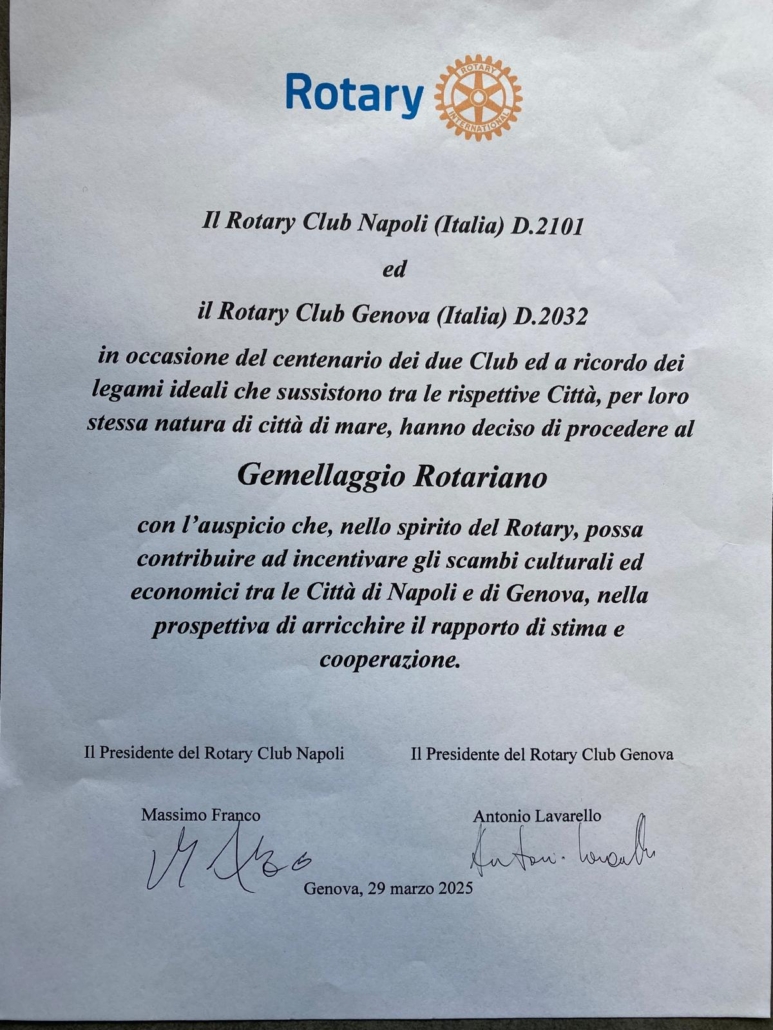 Rotary
ROTARY
INTERNATIONAL
Il Rotary Club Napoli (Italia) D.2101
ed
il Rotary Club Genova (Italia) D.2032
in occasione del centenario dei due Club ed a ricordo dei
legami ideali che sussistono tra le rispettive Città, per loro
stessa natura di città di mare, hanno deciso di procedere al
Gemellaggio Rotariano
con l’auspicio che, nello spirito del Rotary, possa
contribuire ad incentivare gli scambi culturali ed
economici tra le Città di Napoli e di Genova, nella
prospettiva di arricchire il rapporto di stima e
cooperazione.
Il Presidente del Rotary Club Napoli Il Presidente del Rotary Club Genova
Massimo Franco Antonio Lavarello
Genova, 29 marzo 2025